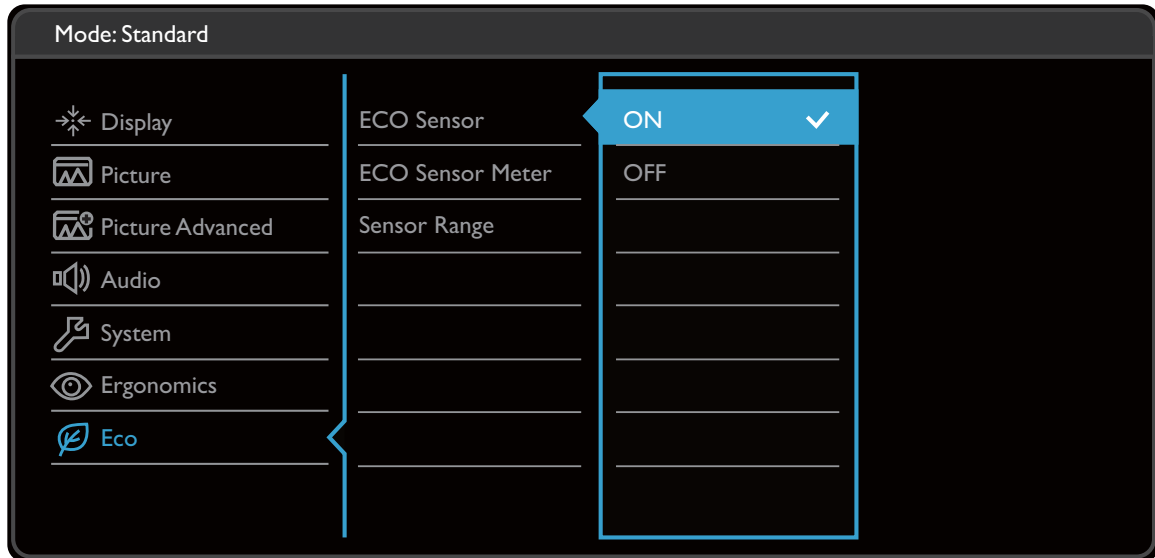 Mode: Standard
Display
Picture
Picture Advanced
Audio
System
Ergonomics
Eco
ECO Sensor
ECO Sensor Meter
Sensor Range
ON
OFF